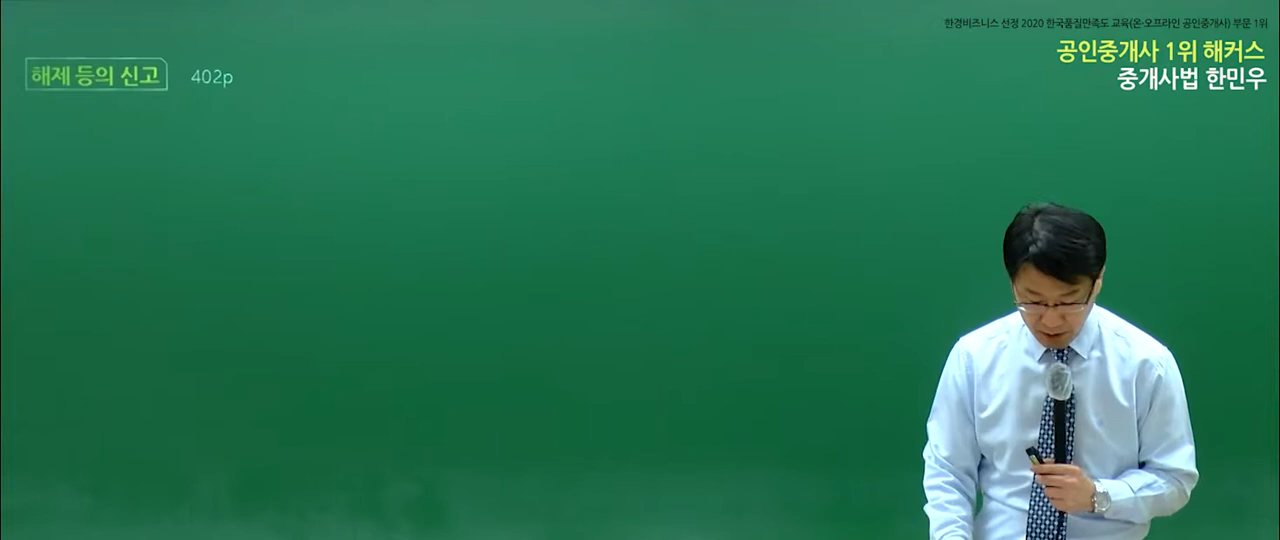 한경비즈니스 선정 2020 한국품질만족도 교육(온·오프라인 공인중개사) 부문 1위
공인중개사 1위 해커스
중개사법 한민우
해제 등의 신고 402p